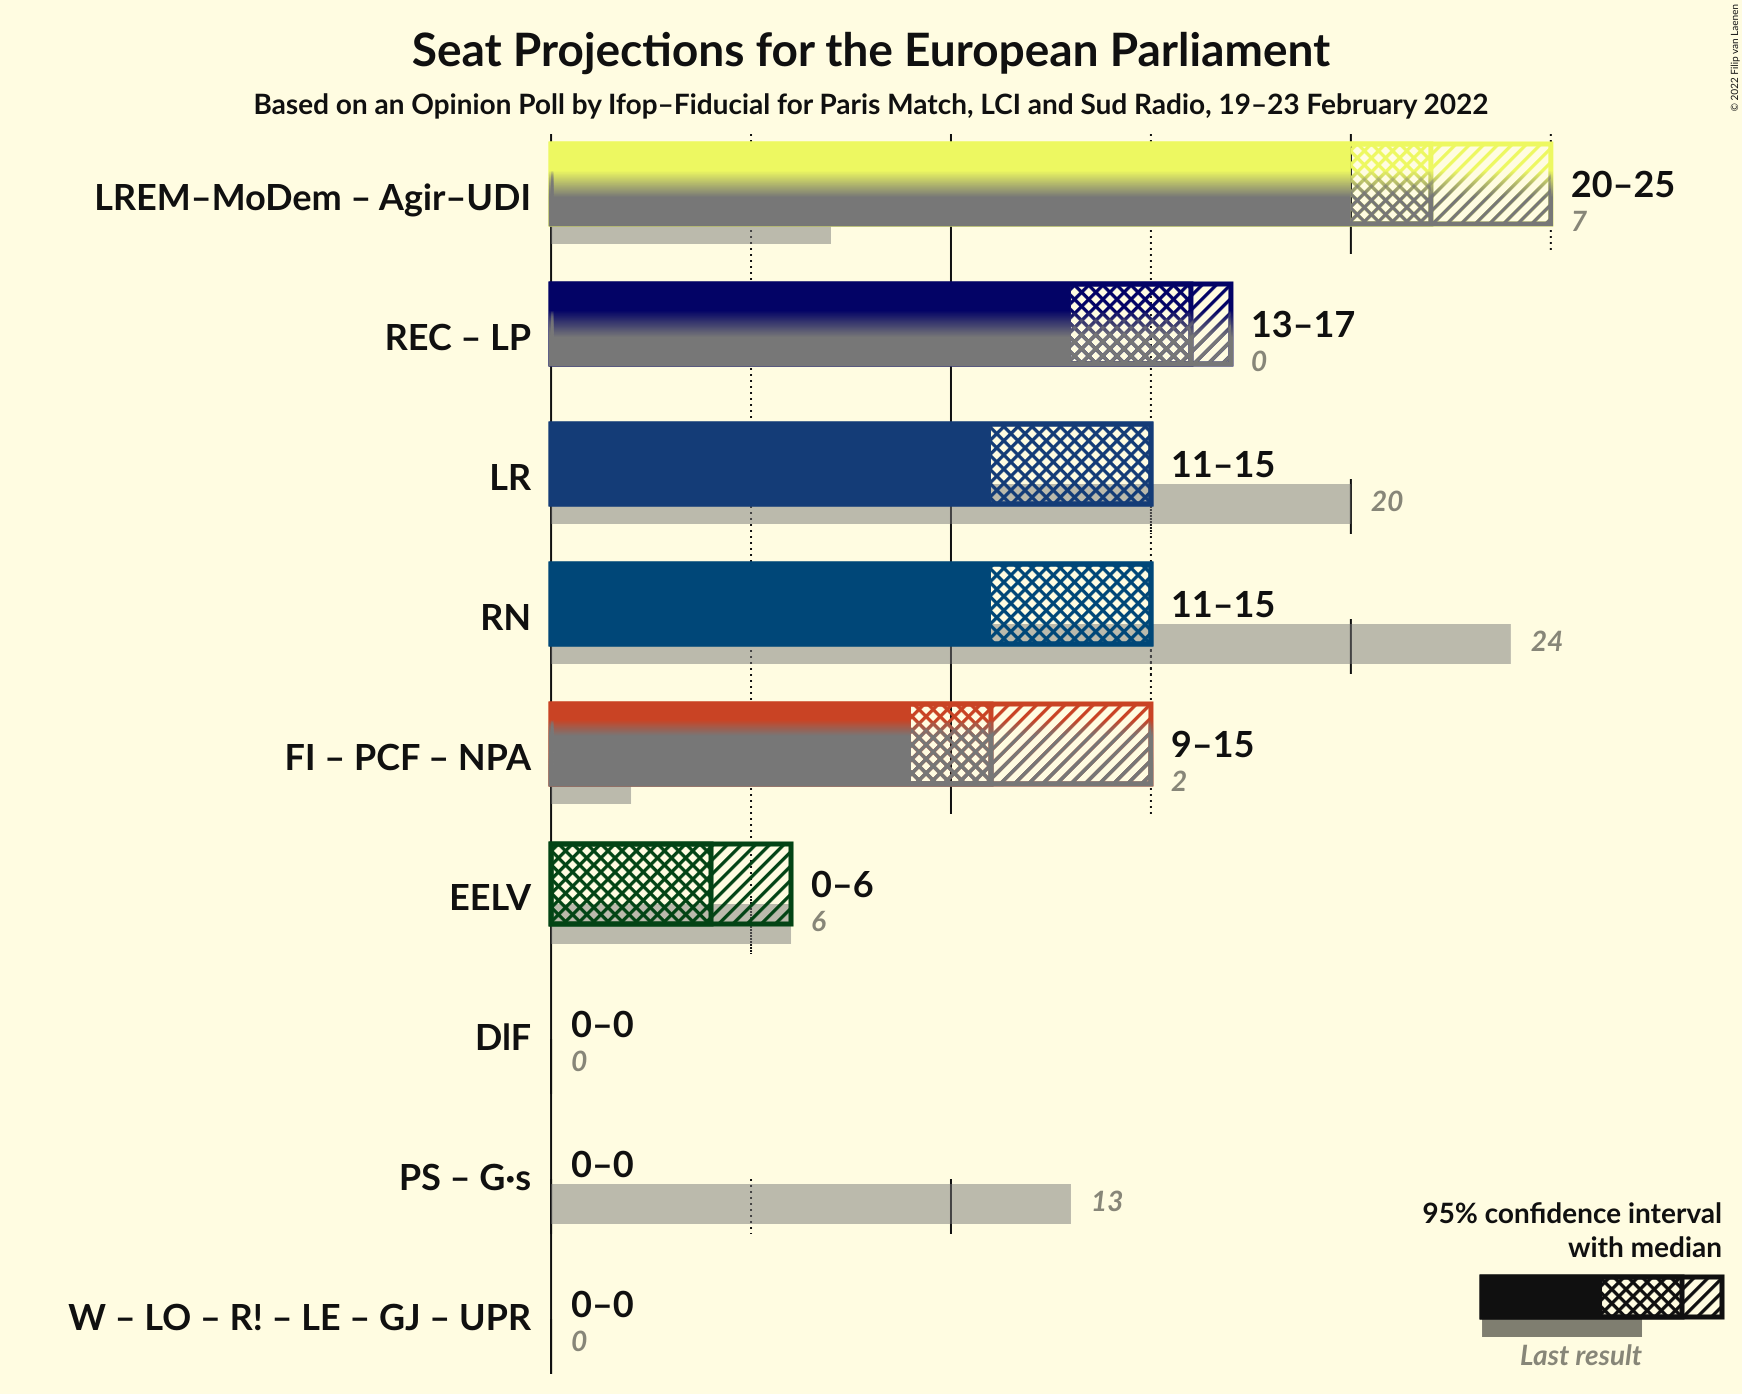 Seat Projections for the European Parliament
Based on an Opinion Poll by Ifop–Fiducial for Paris Match, LCI and Sud Radio, 19–23 February 2022
© 2022 Filip van Laenen
LREM–MoDem – Agir–UDI
20–25
7
REC – LP
13–17
0
LR
11–15
20
RN
11–15
24
FI – PCF – NPA
9–15
2
EELV
0–6
6
DlF
0–0
0
PS – G·s
0–0
13
W – LO – R! – LE – GJ – UPR
0–0
0
95% confidence interval
with median
Last result